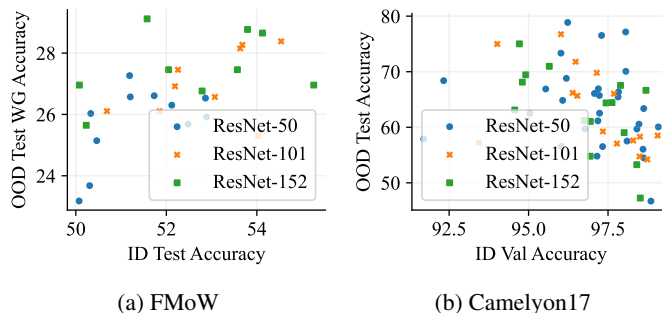 OOD Test WG Accuracy
28
26
24
50
52
54
ID Test Accuracy
ResNet-50
ResNet-101
ResNet-152
(a) FMoW
OOD Test Accuracy
80
70
60
50
92.5
95.0
97.5
ID Val Accuracy
ResNet-50
ResNet-101
ResNet-152
(b) Camelyon17